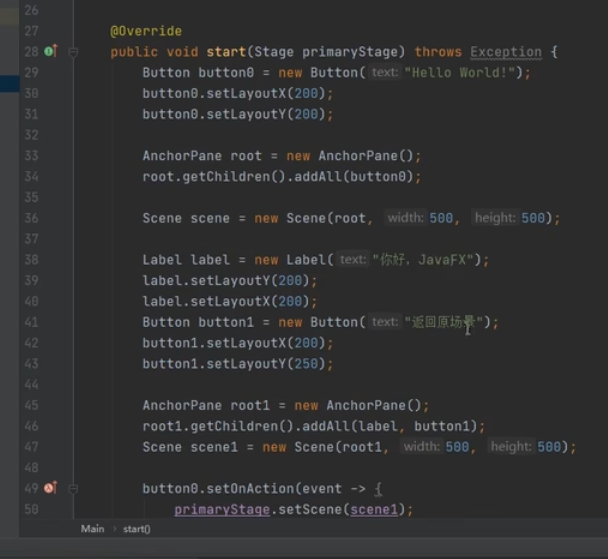 26
27 @Override
28 public void start(Stage primaryStage) throws Exception {
29 Button button0 = new Button( text: "Hello World!");
30 button0.setLayoutX(200);
31 button0.setLayoutY(200);
32
33 AnchorPane root = new AnchorPane();
34 root.getChildren().addAll(button0);
35
36 Scene scene = new Scene(root, width: 500, height: 500);
37
38 Label label = new Label( text: "你好，JavaFX");
39 label.setLayoutY(200);
40 label.setLayoutX(200);
41 Button button1 = new Button( text: "返回原场景");
42 button1.setLayoutX(200);
43 button1.setLayoutY(250);
44
45 AnchorPane root1 = new AnchorPane();
46 root1.getChildren().addAll(label, button1);
47 Scene scene1 = new Scene(root1, width: 500, height: 500);
48
49 button0.setOnAction(event -> {
50 primaryStage.setScene(scene1);
Main › start()